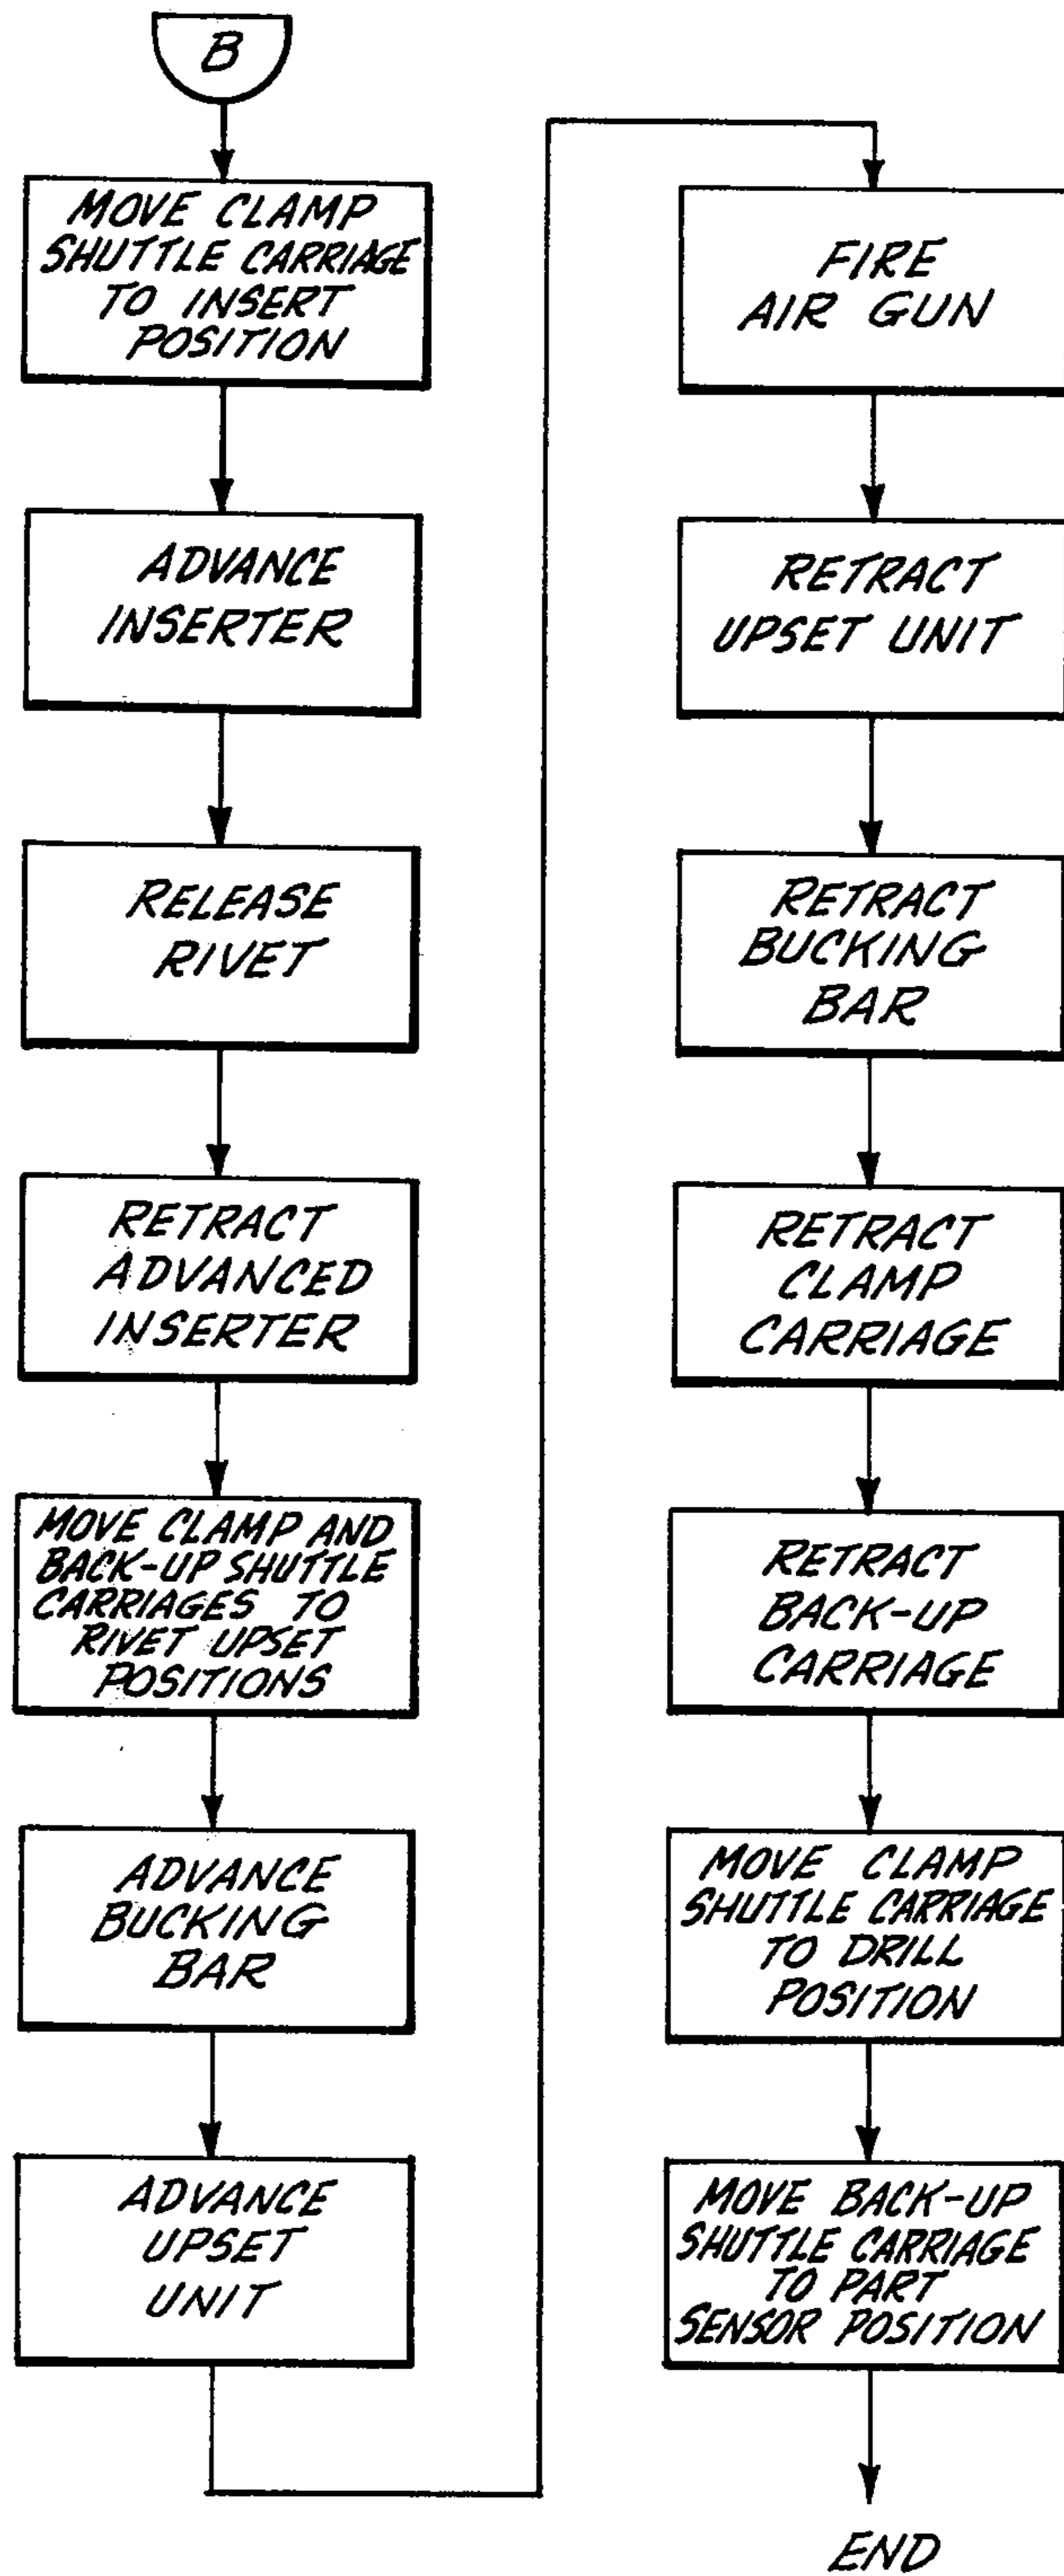 B
MOVE CLAMP
SHUTTLE CARRIAGE
TO INSERT
POSITION
ADVANCE
INSERTER
RELEASE
RIVET
RETRACT
ADVANCED
INSERTER
MOVE CLAMP AND
BACK-UP SHUTTLE
CARRIAGES TO
RIVET UPSET
POSITIONS
ADVANCE
BUCKING
BAR
ADVANCE
UPSET
UNIT
FIRE
AIR GUN
RETRACT
UPSET UNIT
RETRACT
BUCKING
BAR
RETRACT
CLAMP
CARRIAGE
RETRACT
BACK-UP
CARRIAGE
MOVE CLAMP
SHUTTLE CARRIAGE
TO DRILL
POSITION
MOVE BACK-UP
SHUTTLE CARRIAGE
TO PART
SENSOR POSITION
END